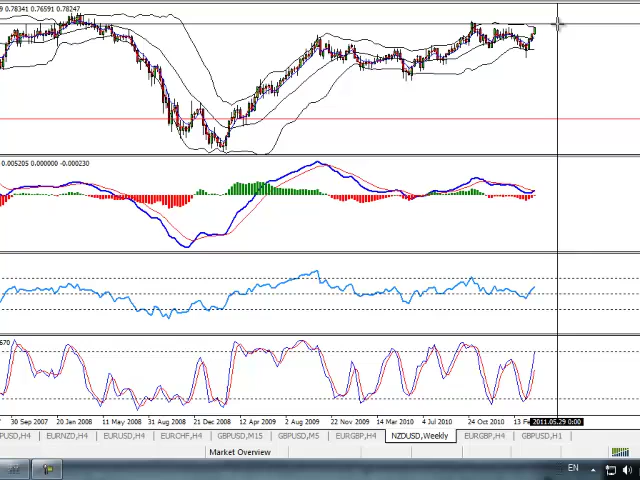 9 0.78341 0.76591 0.78247
0.005205 0.000000 -0.000230
670
30 Sep 2007 20 Jan 2008 11 May 2008 31 Aug 2008 21 Dec 2008 12 Apr 2009 2 Aug 2009 22 Nov 2009 14 Mar 2010 4 Jul 2010 24 Oct 2010 13 Fe 2011.05.29 0:00
PUSD,H4 EURNZD,H4 EURUSD,H4 EURCHF,H4 GBPUSD,M15 GBPUSD,M5 EURGBP,H4 NZDUSD,Weekly EURGBP,H4 GBPUSD,H1
Market Overview
EN